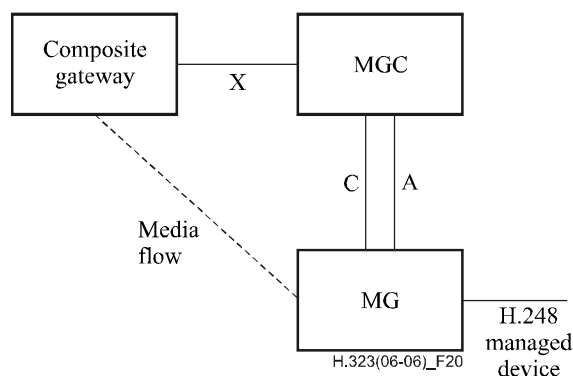 Composite
gateway
MGC
X
C
A
Media
flow
MG
H.323(06-06)_F20
H.248
managed
device